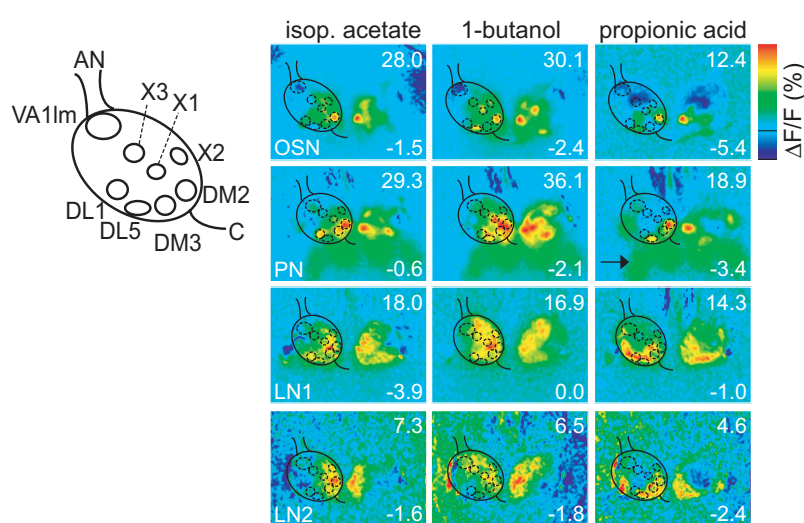 isop. acetate 1-butanol propionic acid
AN
VA1lm
X3
X1
X2
DM2
DL1
DL5
DM3
C
28.0 30.1 12.4
OSN -1.5 -2.4 -5.4
29.3 36.1 18.9
PN -0.6 -2.1 -3.4
18.0 16.9 14.3
LN1 -3.9 0.0 -1.0
7.3 6.5 4.6
LN2 -1.6 -1.8 -2.4
ΔF/F (%)